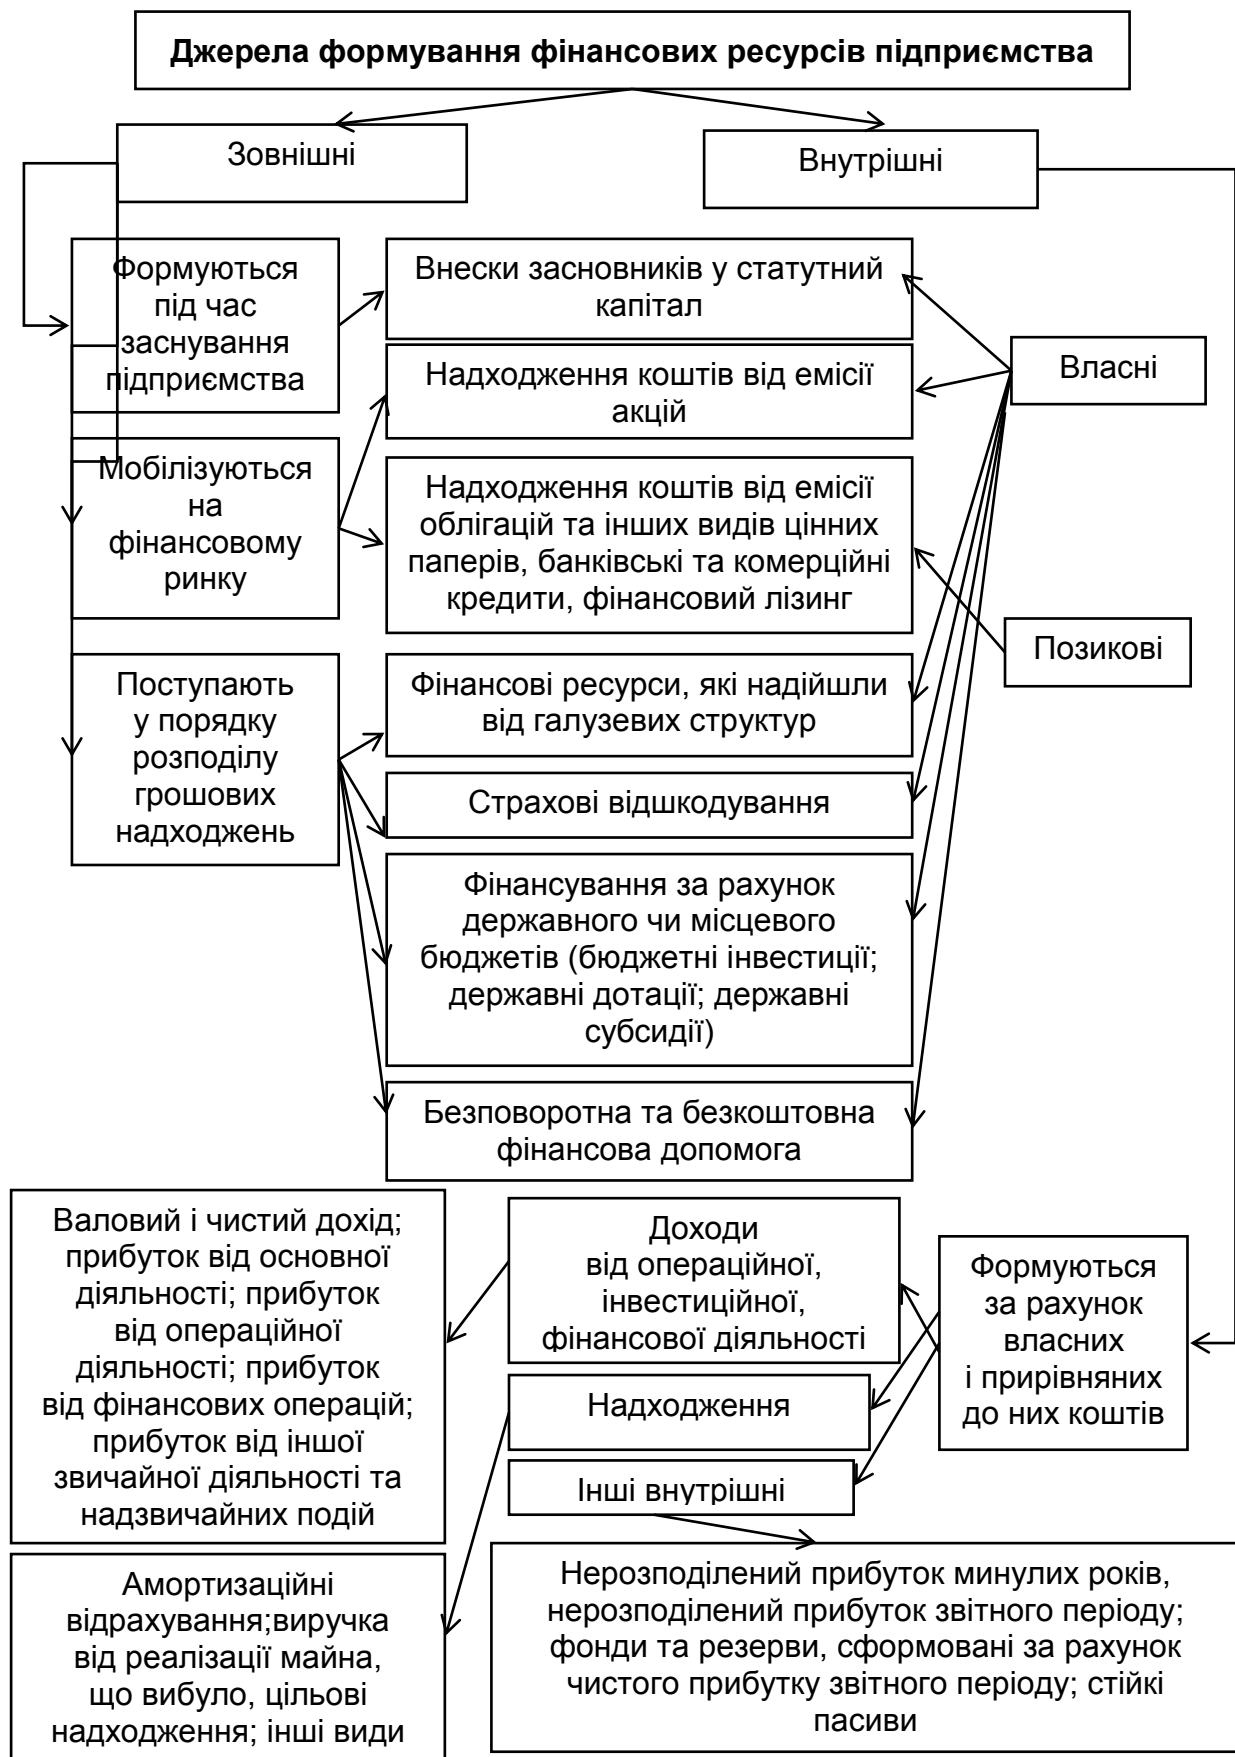 Джерела формування фінансових ресурсів підприємства
Зовнішні
Внутрішні
Формуються
під час
заснування
підприємства
Внески засновників у статутний
капітал
Власні
Надходження коштів від емісії
акцій
Мобілізуються
на
фінансовому
ринку
Надходження коштів від емісії
облігацій та інших видів цінних
паперів, банківські та комерційні
кредити, фінансовий лізинг
Позикові
Поступають
у порядку
розподілу
грошових
надходжень
Фінансові ресурси, які надійшли
від галузевих структур
Страхові відшкодування
Фінансування за рахунок
державного чи місцевого
бюджетів (бюджетні інвестиції;
державні дотації; державні
субсидії)
Безповоротна та безкоштовна
фінансова допомога
Валовий і чистий дохід;
прибуток від основної
діяльності; прибуток
від операційної
діяльності; прибуток
від фінансових операцій;
прибуток від іншої
звичайної діяльності та
надзвичайних подій
Доходи
від операційної,
інвестиційної,
фінансової діяльності
Формуються
за рахунок
власних
і прирівняних
до них коштів
Надходження
Інші внутрішні
Амортизаційні
відрахування;виручка
від реалізації майна,
що вибуло, цільові
надходження; інші види
Нерозподілений прибуток минулих років,
нерозподілений прибуток звітного періоду;
фонди та резерви, сформовані за рахунок
чистого прибутку звітного періоду; стійкі
пасиви